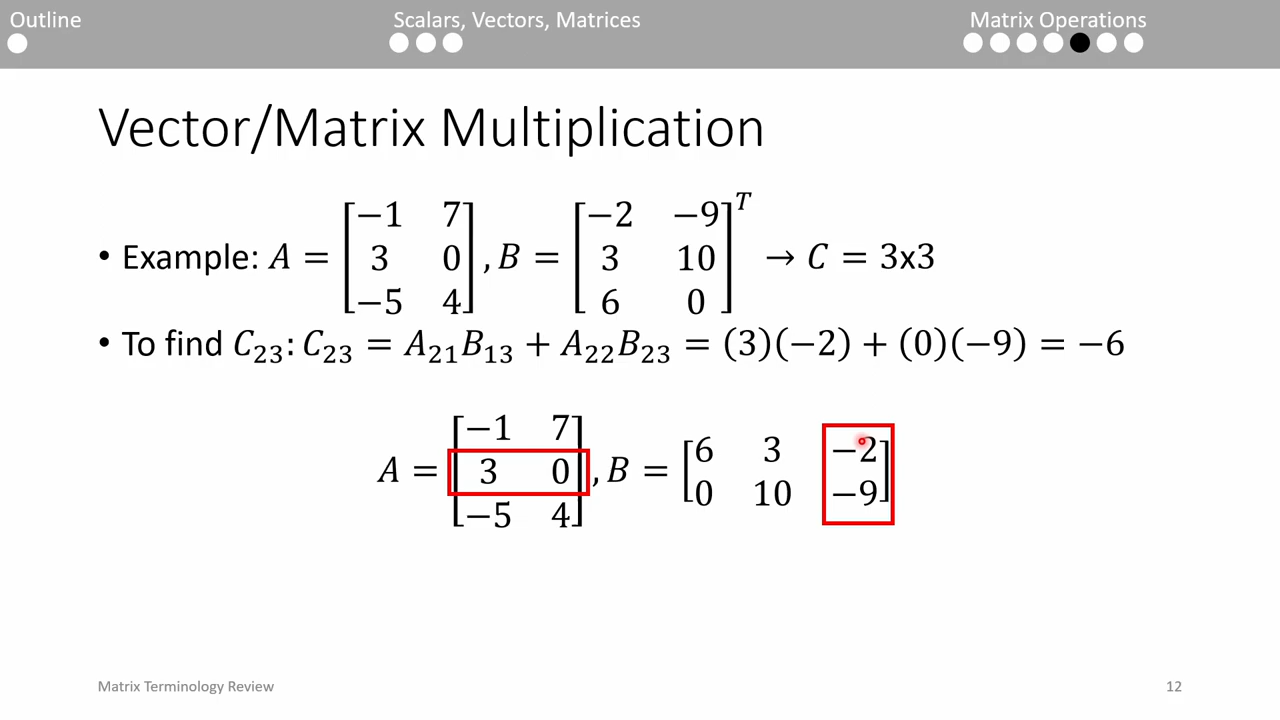 Outline Scalars, Vectors, Matrices Matrix Operations
Vector/Matrix Multiplication
• Example: A = [−1 7; 3 0; −5 4], B = [−2 −9; 3 10; 6 0]ᵀ → C = 3x3
• To find C₂₃: C₂₃ = A₂₁B₁₃ + A₂₂B₂₃ = (3)(−2) + (0)(−9) = −6
A = [−1 7; 3 0; −5 4], B = [6 3 −2; 0 10 −9]
Matrix Terminology Review 12